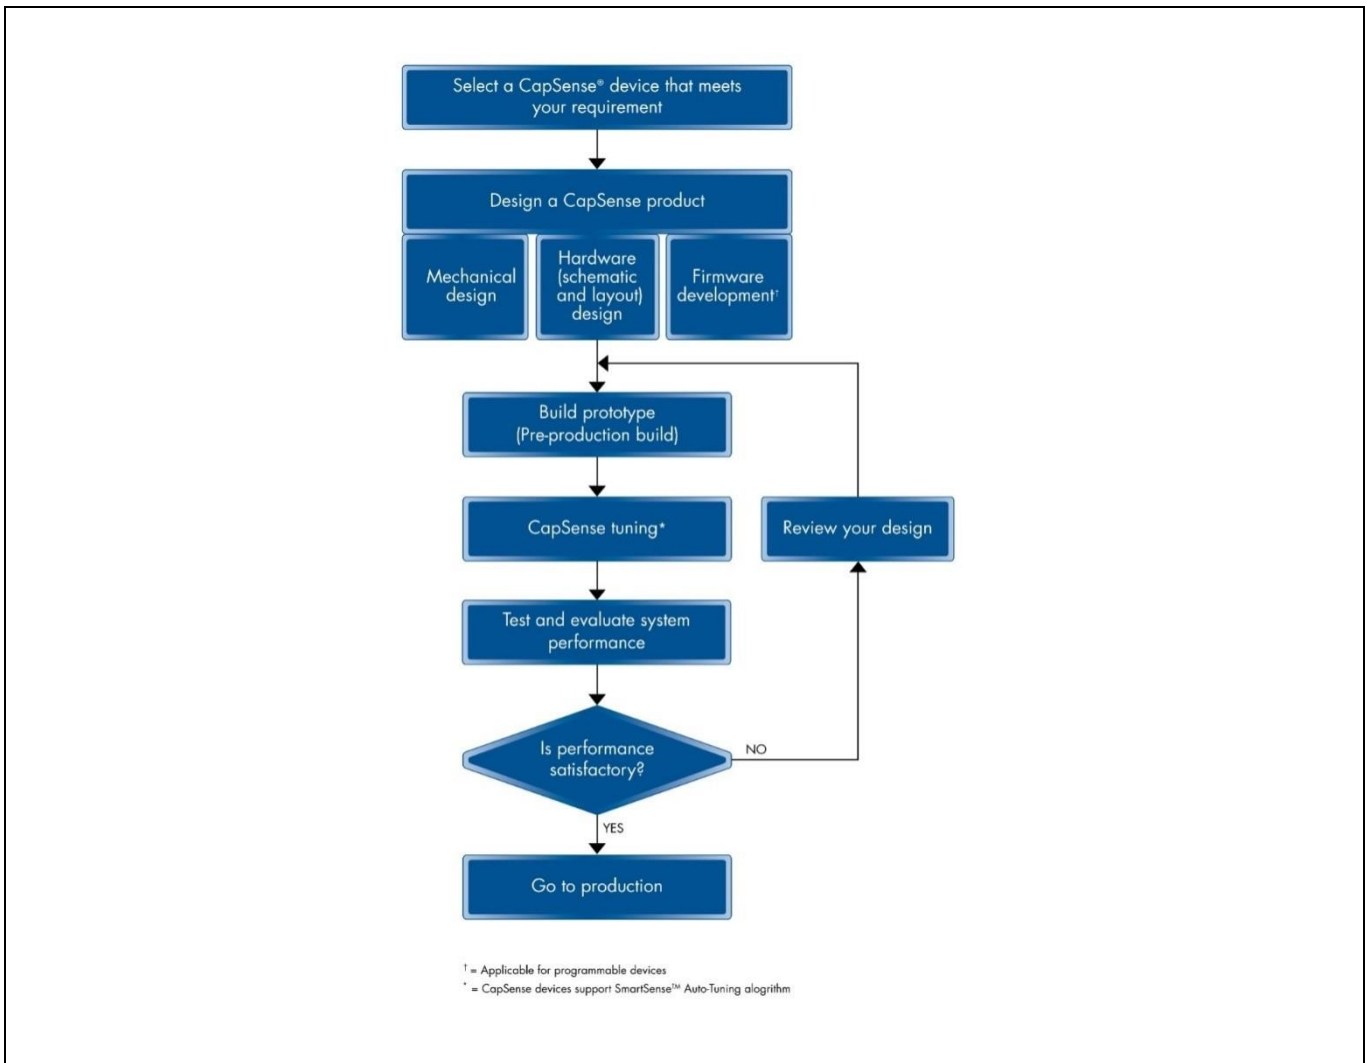 Select a CapSense® device that meets
your requirement
Design a CapSense product
Mechanical
design
Hardware
(schematic
and layout)
design
Firmware
development†
Build prototype
(Pre-production build)
CapSense tuning*
Review your design
Test and evaluate system
performance
Is performance
satisfactory?
NO
YES
Go to production
† = Applicable for programmable devices
* = CapSense devices support SmartSense™ Auto-Tuning alogrithm